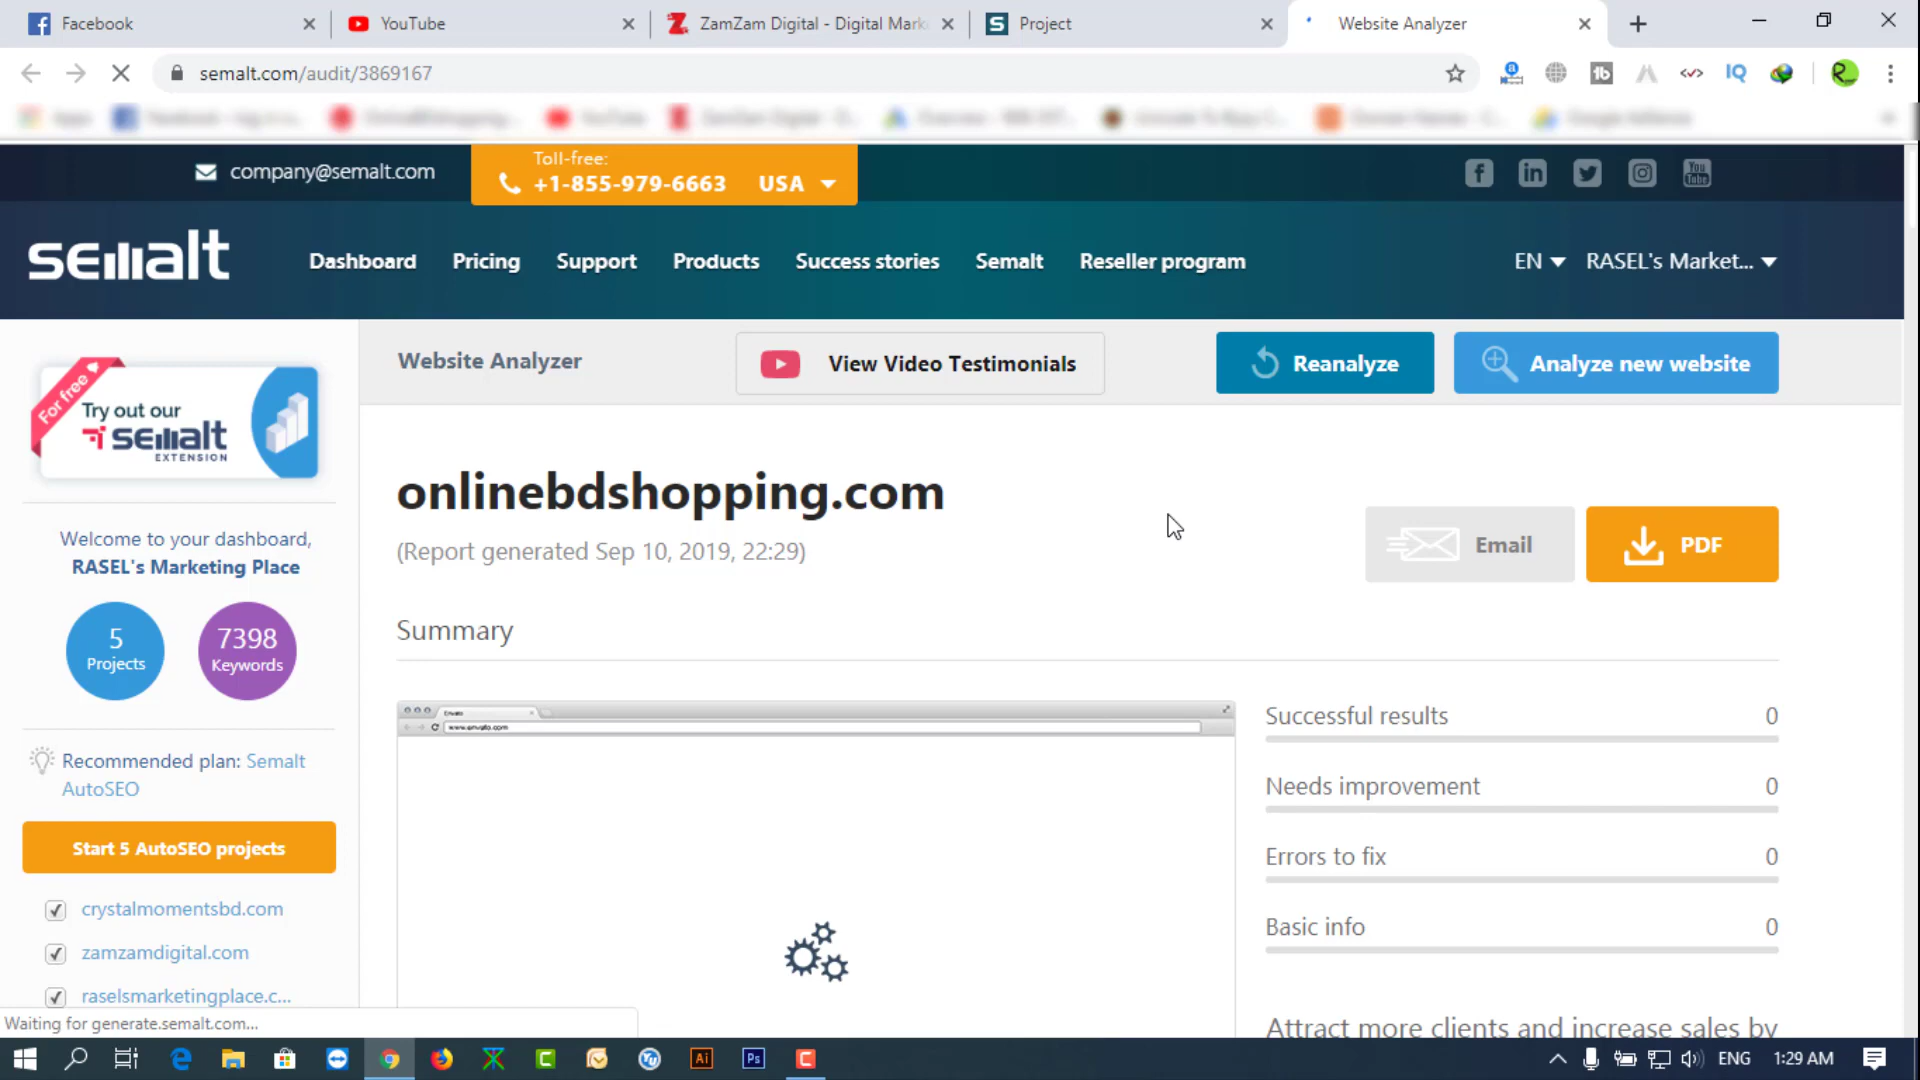 Facebook
YouTube
ZamZam Digital - Digital Mark
Project
Website Analyzer
semalt.com/audit/3869167
company@semalt.com
Toll-free:
+1-855-979-6663 USA
semalt
Dashboard Pricing Support Products Success stories Semalt Reseller program
EN RASEL's Market...
For free
Try out our
semalt
EXTENSION
Website Analyzer
View Video Testimonials
Reanalyze
Analyze new website
onlinebdshopping.com
(Report generated Sep 10, 2019, 22:29)
Email
PDF
Welcome to your dashboard,
RASEL's Marketing Place
5
Projects
7398
Keywords
Summary
Envato
www.envato.com
Successful results 0
Needs improvement 0
Errors to fix 0
Basic info 0
Recommended plan: Semalt
AutoSEO
Start 5 AutoSEO projects
crystalmomentsbd.com
zamzamdigital.com
raselsmarketingplace.c...
Attract more clients and increase sales by
Waiting for generate.semalt.com...
ENG 1:29 AM